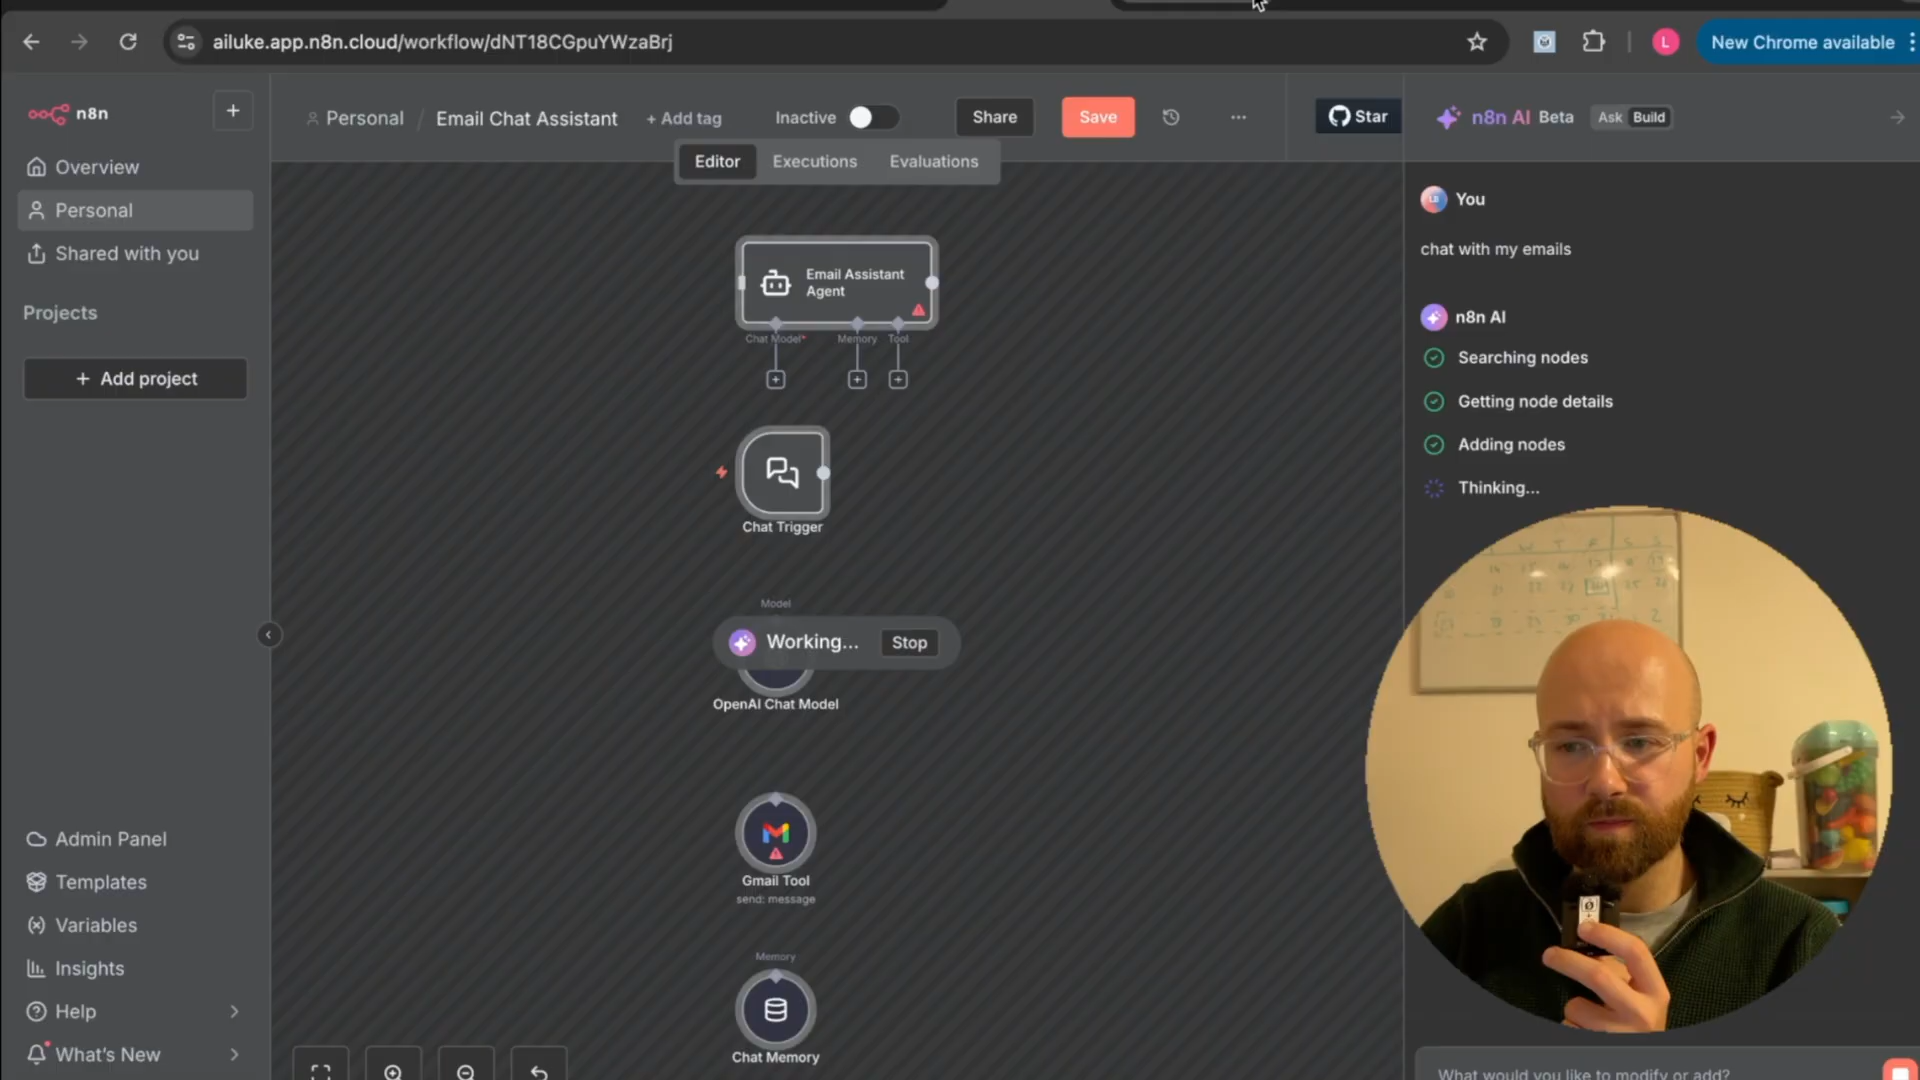 ailuke.app.n8n.cloud/workflow/dNT18CGpuYWzaBrj
L
New Chrome available
n8n
+
Personal / Email Chat Assistant + Add tag
Inactive
Share
Save
...
Star
n8n AI Beta
Ask Build
Editor
Executions
Evaluations
Overview
Personal
Shared with you
Projects
+ Add project
Admin Panel
Templates
Variables
Insights
Help
What's New
Email Assistant
Agent
Chat Model*
Memory
Tool
Chat Trigger
Model
Working...
Stop
OpenAI Chat Model
Gmail Tool
send: message
Memory
Chat Memory
You
chat with my emails
n8n AI
Searching nodes
Getting node details
Adding nodes
Thinking...
What would you like to modify or add?